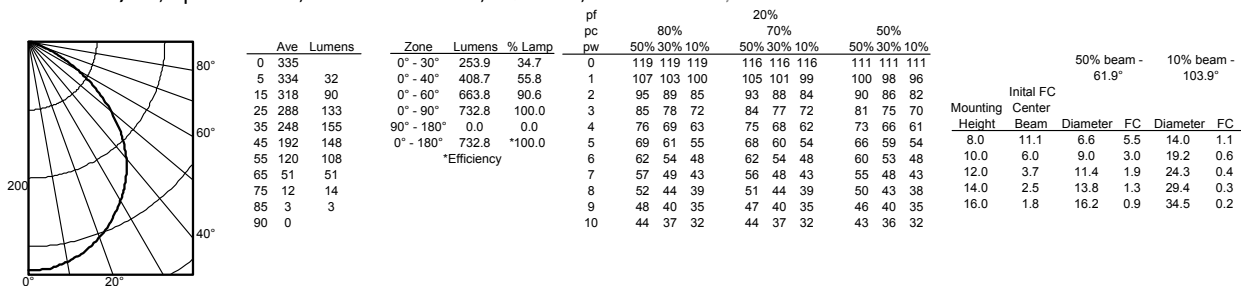 80°
60°
200
40°
0° 20°
Ave Lumens
0 335
5 334 32
15 318 90
25 288 133
35 248 155
45 192 148
55 120 108
65 51 51
75 12 14
85 3 3
90 0
Zone Lumens % Lamp
0° - 30° 253.9 34.7
0° - 40° 408.7 55.8
0° - 60° 663.8 90.6
0° - 90° 732.8 100.0
90° - 180° 0.0 0.0
0° - 180° 732.8 *100.0
*Efficiency
pf 20%
pc 80% 70% 50%
pw 50% 30% 10% 50% 30% 10% 50% 30% 10%
0 119 119 119 116 116 116 111 111 111
1 107 103 100 105 101 99 100 98 96
2 95 89 85 93 88 84 90 86 82
3 85 78 72 84 77 72 81 75 70
4 76 69 63 75 68 62 73 66 61
5 69 61 55 68 60 54 66 59 54
6 62 54 48 62 54 48 60 53 48
7 57 49 43 56 48 43 55 48 43
8 52 44 39 51 44 39 50 43 38
9 48 40 35 47 40 35 46 40 35
10 44 37 32 44 37 32 43 36 32
50% beam - 10% beam -
61.9° 103.9°
Inital FC
Mounting Center
Height Beam Diameter FC Diameter FC
8.0 11.1 6.6 5.5 14.0 1.1
10.0 6.0 9.0 3.0 19.2 0.6
12.0 3.7 11.4 1.9 24.3 0.4
14.0 2.5 13.8 1.3 29.4 0.3
16.0 1.8 16.2 0.9 34.5 0.2